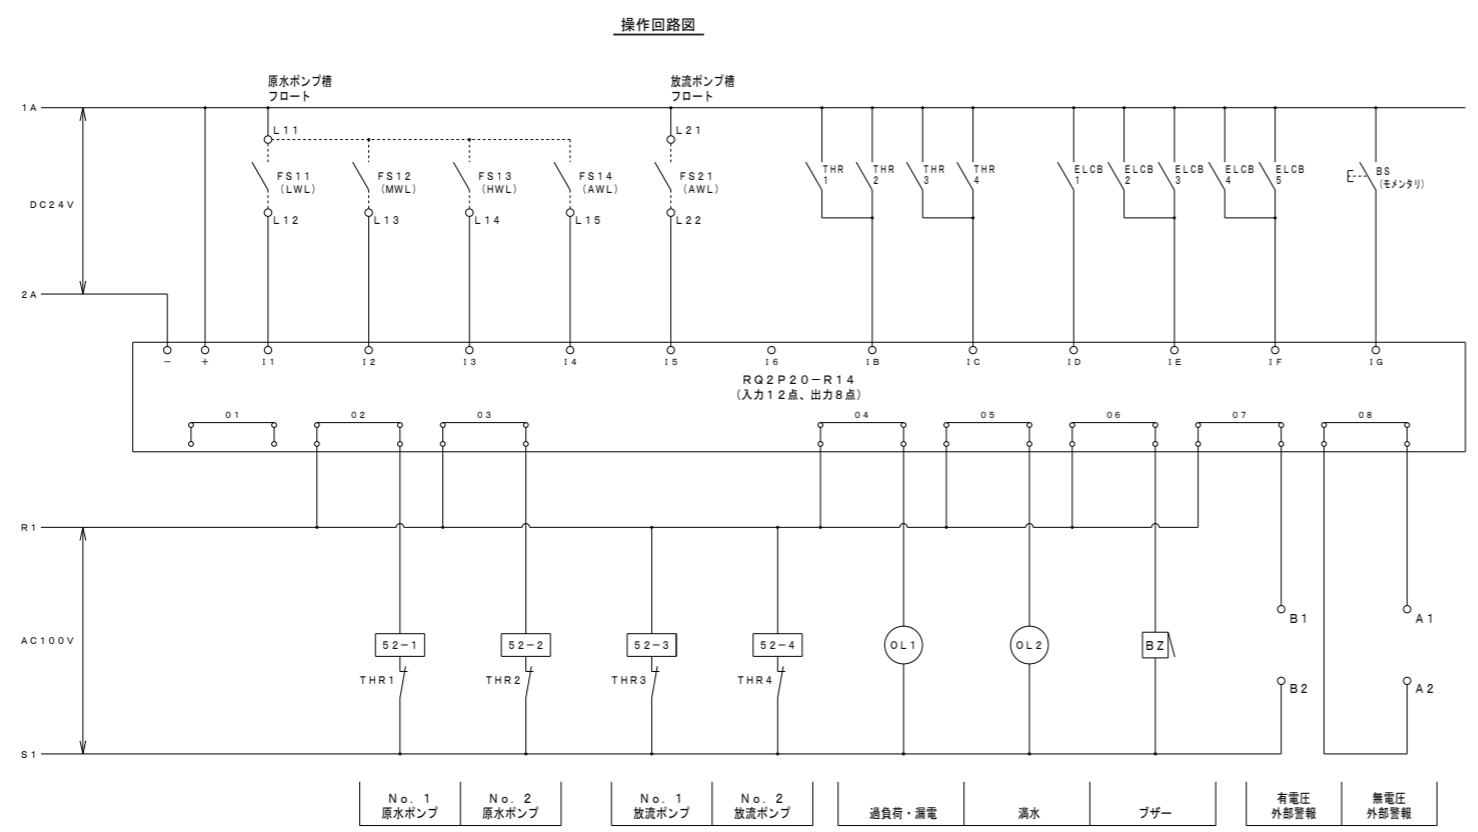 操作回路図
原水ポンプ槽
フロート
放流ポンプ槽
フロート
1A
L11
L21
FS11
(LWL)
FS12
(MWL)
FS13
(HWL)
FS14
(AWL)
FS21
(AWL)
THR
1
THR
2
THR
3
THR
4
ELCB
1
ELCB
2
ELCB
3
ELCB
4
ELCB
5
BS
(モメンタリ)
DC24V
L12
L13
L14
L15
L22
2A
− + I1 I2 I3 I4 I5 I6 IB IC ID IE IF IG
RQ2P20−R14
(入力12点、出力8点)
01 02 03 04 05 06 07 08
R1
AC100V
52−1
52−2
52−3
52−4
OL1
OL2
BZ
B1
A1
THR1
THR2
THR3
THR4
B2
A2
S1
No. 1
原水ポンプ
No. 2
原水ポンプ
No. 1
放流ポンプ
No. 2
放流ポンプ
過負荷・漏電
満水
ブザー
有電圧
外部警報
無電圧
外部警報